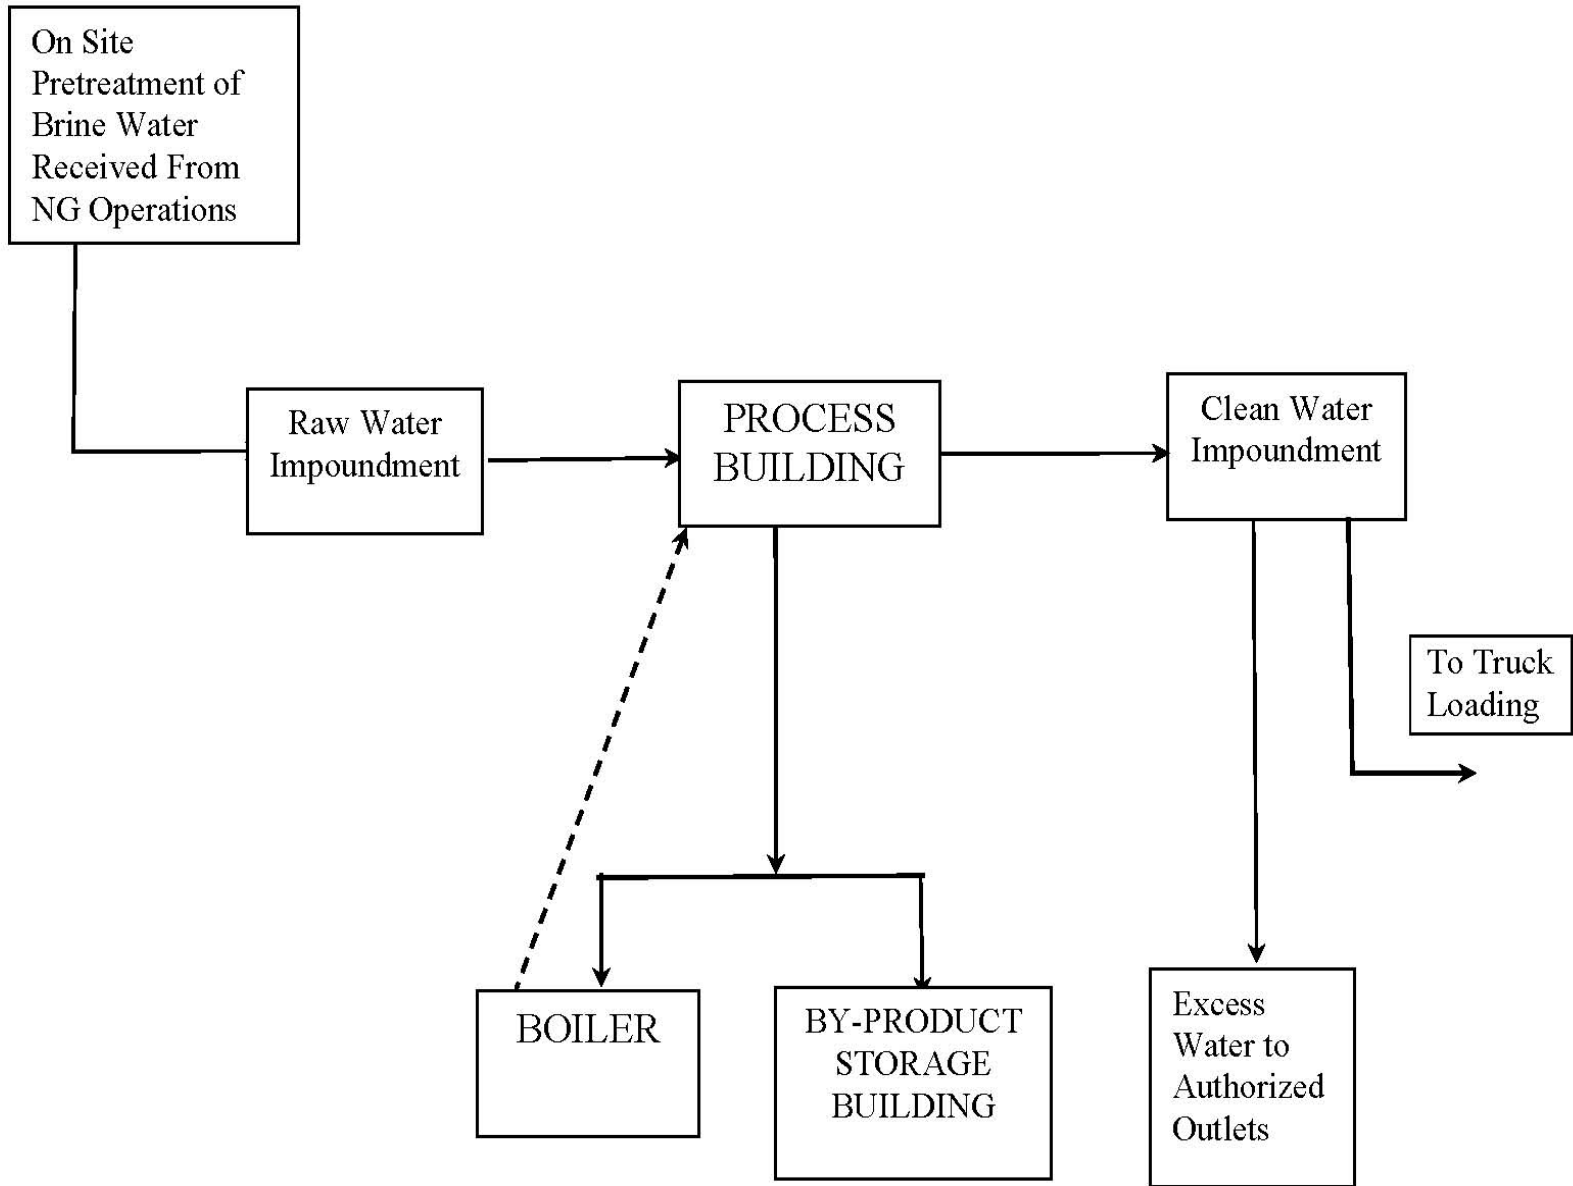 On Site
Pretreatment of
Brine Water
Received From
NG Operations
Raw Water
Impoundment
PROCESS
BUILDING
Clean Water
Impoundment
To Truck
Loading
BOILER
BY-PRODUCT
STORAGE
BUILDING
Excess
Water to
Authorized
Outlets